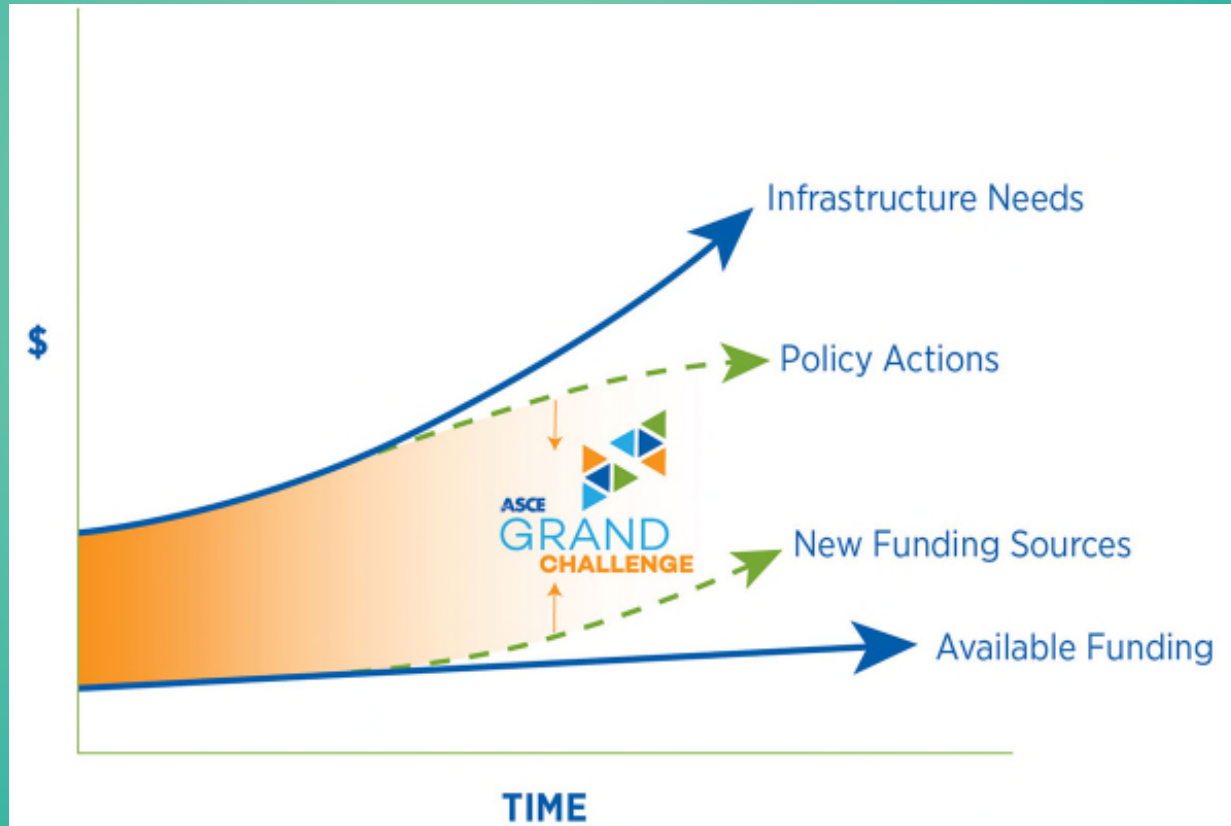 Infrastructure Needs
$
Policy Actions
ASCE
GRAND
CHALLENGE
New Funding Sources
Available Funding
TIME